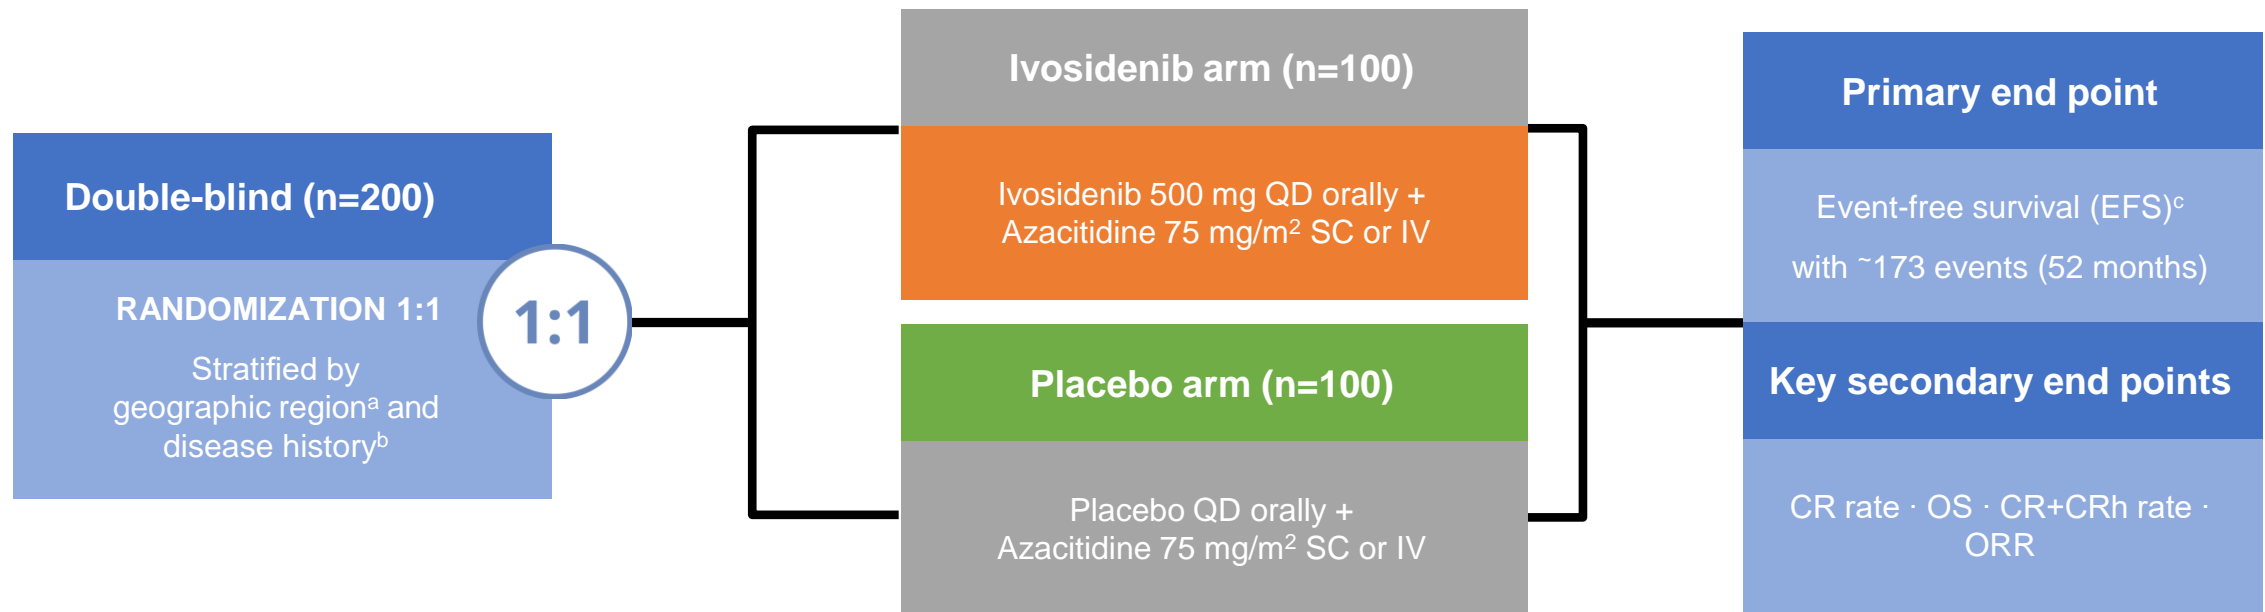 Double-blind (n=200)
RANDOMIZATION 1:1
Stratified by
geographic regionᵃ and
disease historyᵇ
1:1
Ivosidenib arm (n=100)
Ivosidenib 500 mg QD orally +
Azacitidine 75 mg/m² SC or IV
Placebo arm (n=100)
Placebo QD orally +
Azacitidine 75 mg/m² SC or IV
Primary end point
Event-free survival (EFS)ᶜ
with ~173 events (52 months)
Key secondary end points
CR rate · OS · CR+CRh rate ·
ORR